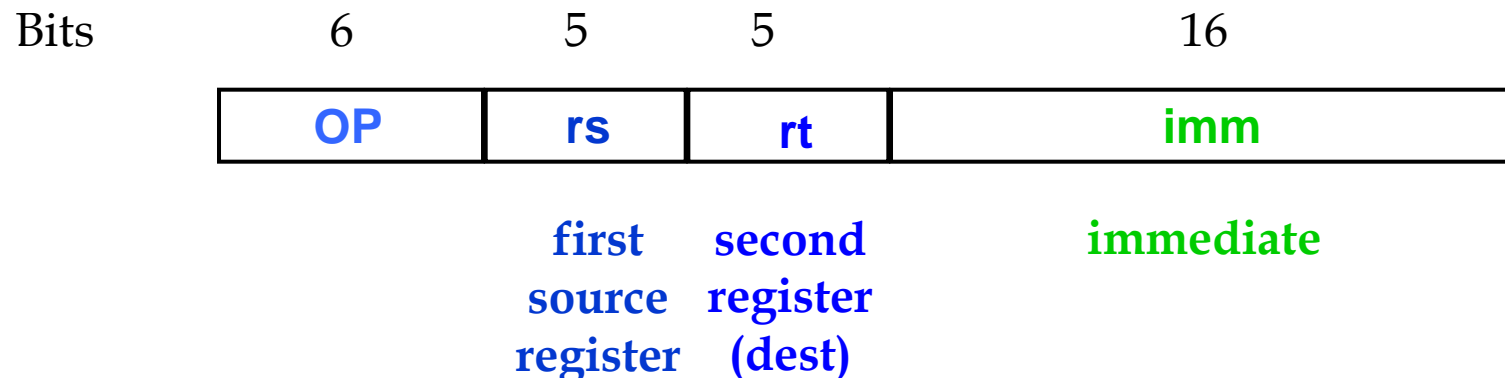 Bits 6 5 5 16
OP rs rt imm
first second immediate
source register
register (dest)